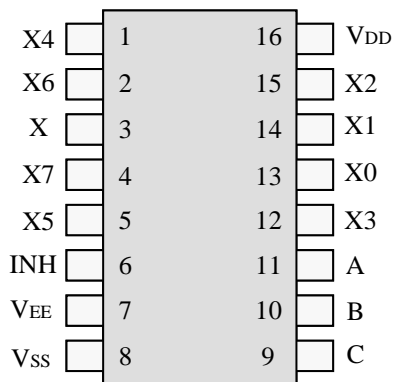 X4 1 16 VDD
X6 2 15 X2
X 3 14 X1
X7 4 13 X0
X5 5 12 X3
INH 6 11 A
VEE 7 10 B
VSS 8 9 C